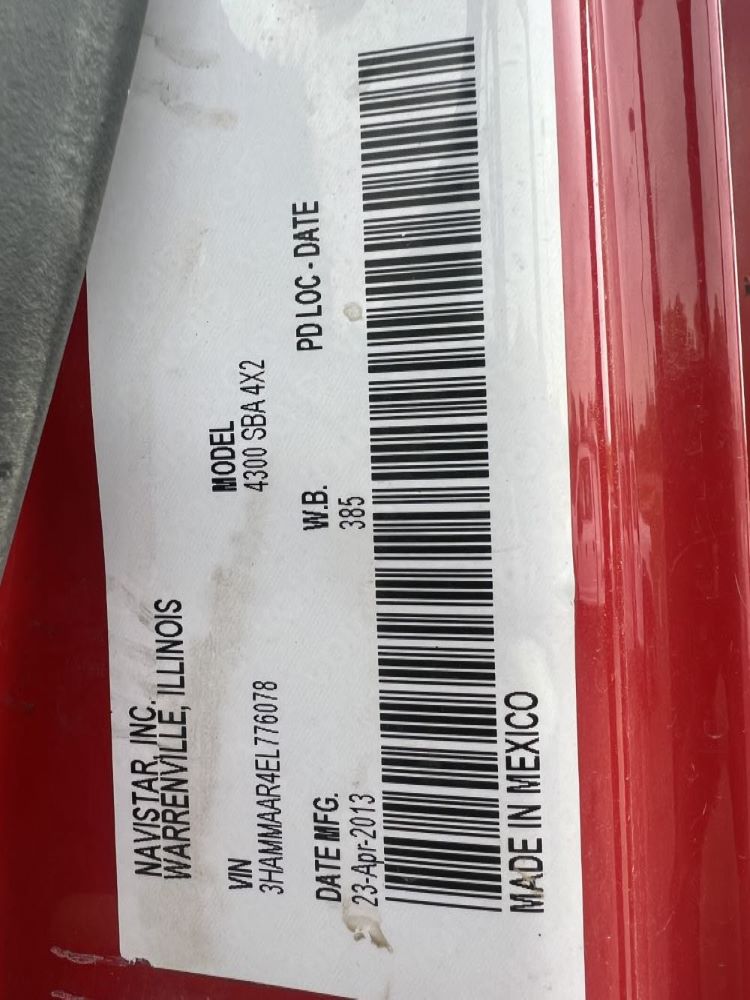 NAVISTAR, INC.
WARRENVILLE, ILLINOIS
VIN
3HAMMAAR4EL776078
MODEL
4300 SBA 4X2
DATE MFG.
23-Apr-2013
W.B.
385
PD LOC - DATE
MADE IN MEXICO